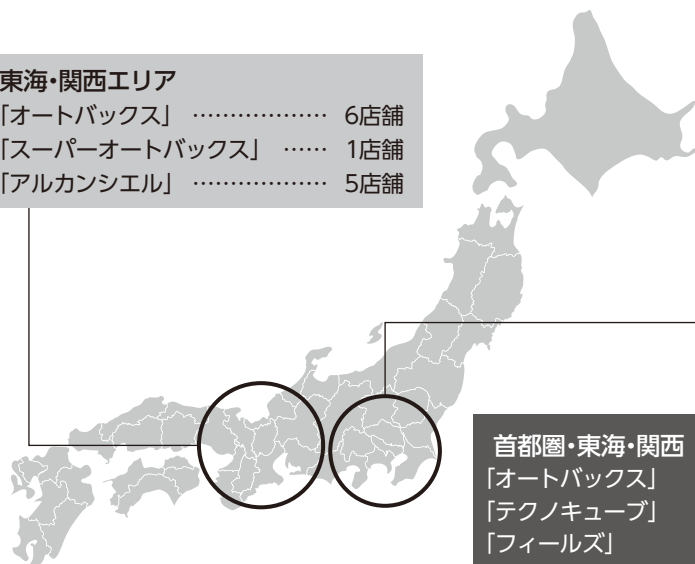 東海・関西エリア
「オートバックス」 ……………… 6店舗
「スーパーオートバックス」 …… 1店舗
「アルカンシエル」 ……………… 5店舗
首都圏・東海・関西
「オートバックス」
「テクノキューブ」
「フィールズ」